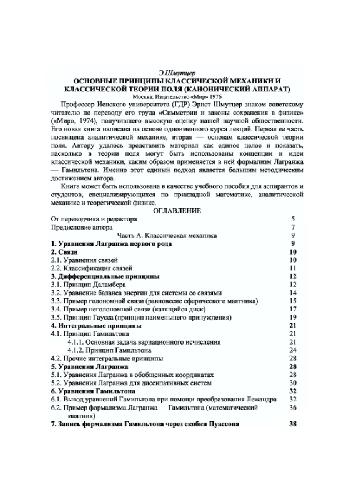 Э.Шмутцер
ОСНОВНЫЕ ПРИНЦИПЫ КЛАССИЧЕСКОЙ МЕХАНИКИ И
КЛАССИЧЕСКОЙ ТЕОРИИ ПОЛЯ (КАНОНИЧЕСКИЙ АППАРАТ)
Москва, Издательство «Мир» 1976
Профессор Йенского университета (ГДР) Эрнст Шмутцер знаком советскому
читателю по переводу его труда «Симметрии и законы сохранения в физике»
(«Мир», 1974), получившего высокую оценку нашей научной общественности.
Его новая книга написана на основе одноименного курса лекций. Первая ее часть
посвящена аналитической механике, вторая — основам классической теории
поля. Автору удалось представить материал как единое целое и показать,
насколько в теории поля могут быть использованы концепции и идеи
классической механики, каким образом применяется в ней формализм Лагранжа
— Гамильтона. Именно этот единый подход является большим методическим
достижением автора.
Книга может быть использована в качестве учебного пособия для аспирантов и
студентов, специализирующихся по прикладной математике, аналитической
механике и теоретической физике.
ОГЛАВЛЕНИЕ
От переводчика и редактора 5
Предисловие автора 7
Часть А. Классическая механика 9
1. Уравнения Лагранжа первого рода 9
2. Связи 10
2.1. Уравнения связей 10
2.2. Классификация связей 11
3. Дифференциальные принципы 12
3.1. Принцип Даламбера 12
3.2. Уравнение баланса энергии для системы со связями 14
3.3. Пример голономной связи (равновесие сферического маятника) 15
3.4. Пример неголономной связи (катящийся диск) 17
3.5. Принцип Гаусса (принцип наименьшего принуждения) 19
4. Интегральные принципы 21
4.1. Принцип Гамильтона 21
4.1.1. Основная задача вариационного исчисления 21
4.1.2. Принцип Гамильтона 24
4.2. Прочие интегральные принципы 28
5. Уравнения Лагранжа 28
5.1. Уравнения Лагранжа в обобщенных координатах 28
5.2. Уравнения Лагранжа для диссипативных систем 30
6. Уравнения Гамильтона 32
6.1. Вывод уравнений Гамильтона при помощи преобразования Лежандра 32
6.2. Пример формализма Лагранжа — Гамильтона (математический 36
маятник)
7. Запись формализма Гамильтона через скобки Пуассона 38